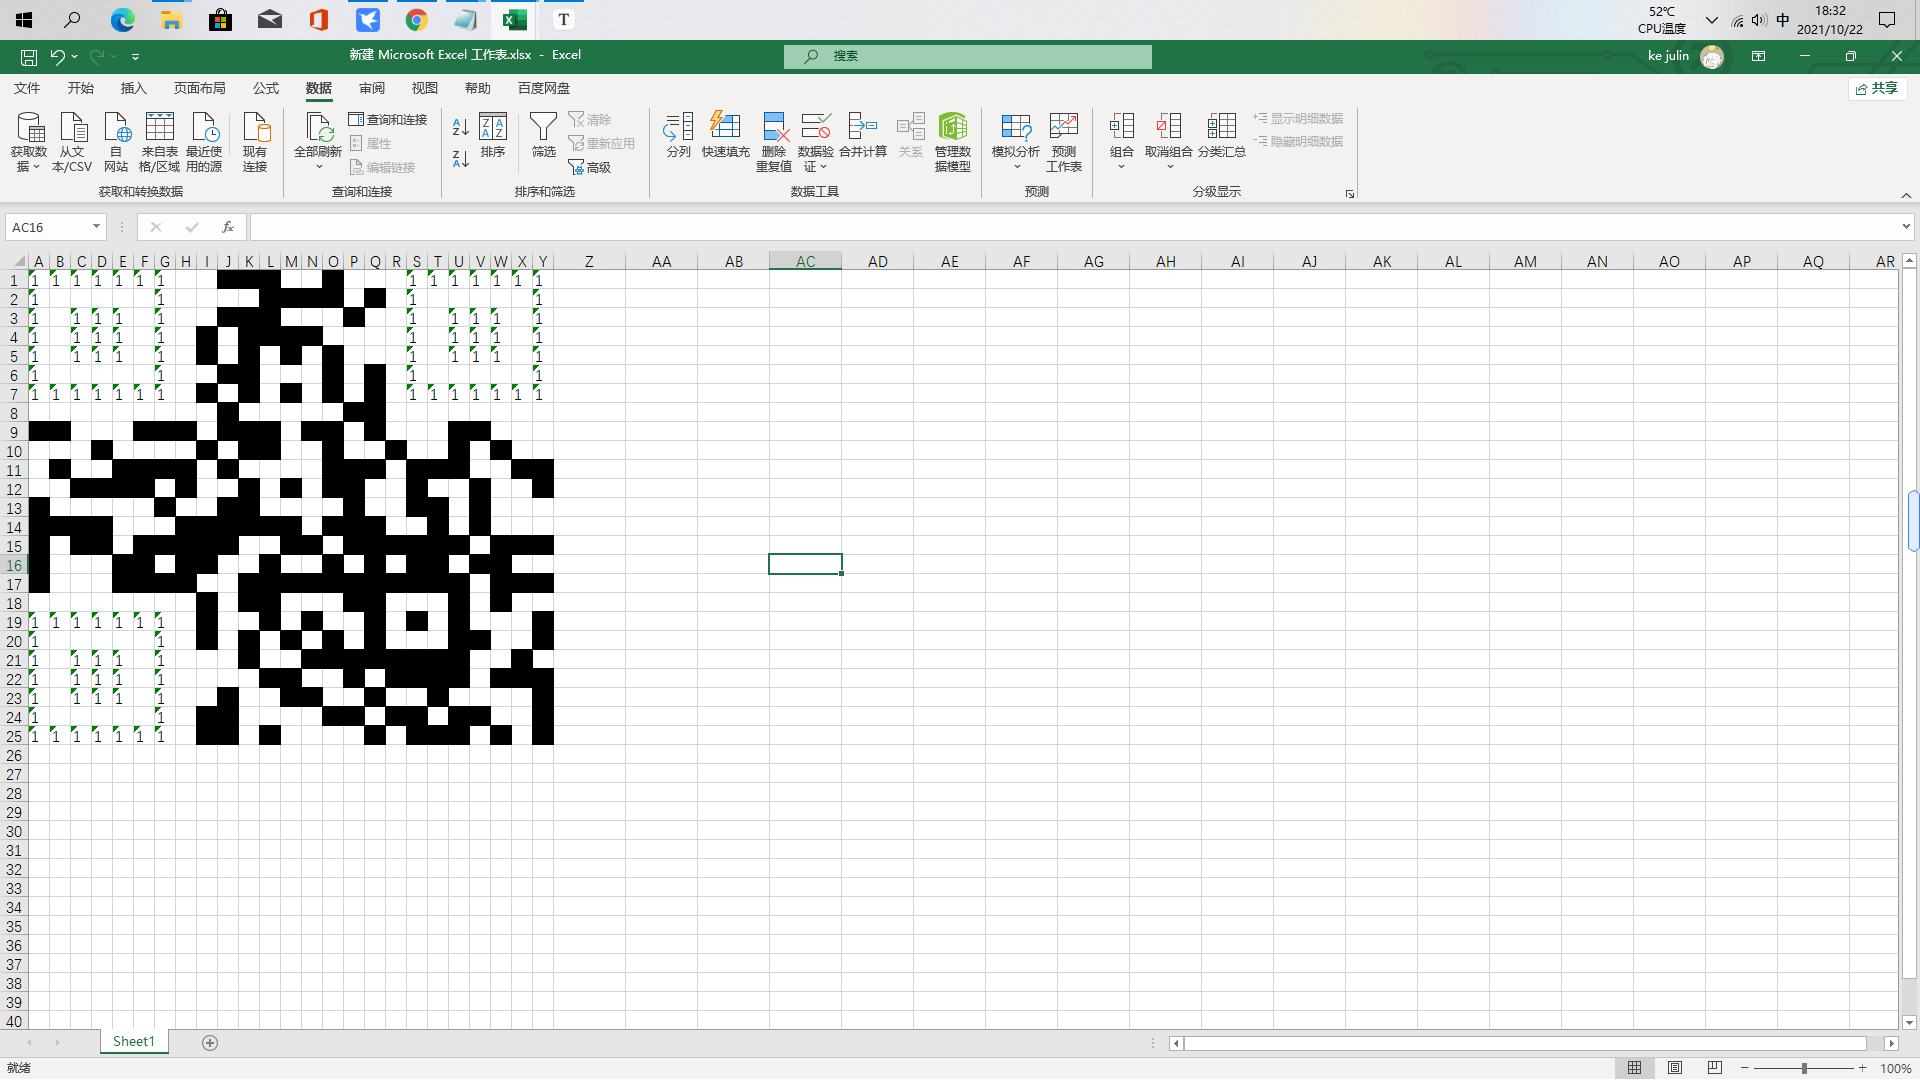 52℃
CPU温度
中
18:32
2021/10/22
T
新建 Microsoft Excel 工作表.xlsx - Excel
搜索
ke julin
文件 开始 插入 页面布局 公式 数据 审阅 视图 帮助 百度网盘
共享
获取数据
从文本/CSV
自网站
来自表格/区域
最近使用的源
现有连接
获取和转换数据
全部刷新
查询和连接
属性
编辑链接
查询和连接
排序
筛选
清除
重新应用
高级
排序和筛选
分列
快速填充
删除重复值
数据验证
合并计算
关系
管理数据模型
数据工具
模拟分析
预测工作表
预测
组合
取消组合
分类汇总
显示明细数据
隐藏明细数据
分级显示
AC16
fx
A B C D E F G H I J K L M N O P Q R S T U V W X Y Z AA AB AC AD AE AF AG AH AI AJ AK AL AM AN AO AP AQ AR
1 1 1 1 1 1 1 1 1 1 1 1 1 1 1
2 1 1 1 1
3 1 1 1 1 1 1 1 1 1 1
4 1 1 1 1 1 1 1 1 1 1
5 1 1 1 1 1 1 1 1 1 1
6 1 1 1 1
7 1 1 1 1 1 1 1 1 1 1 1 1 1 1
8
9
10
11
12
13
14
15
16
17
18
19 1 1 1 1 1 1 1
20 1 1
21 1 1 1 1 1
22 1 1 1 1 1
23 1 1 1 1 1
24 1 1
25 1 1 1 1 1 1 1
26
27
28
29
30
31
32
33
34
35
36
37
38
39
40
Sheet1
就绪
100%